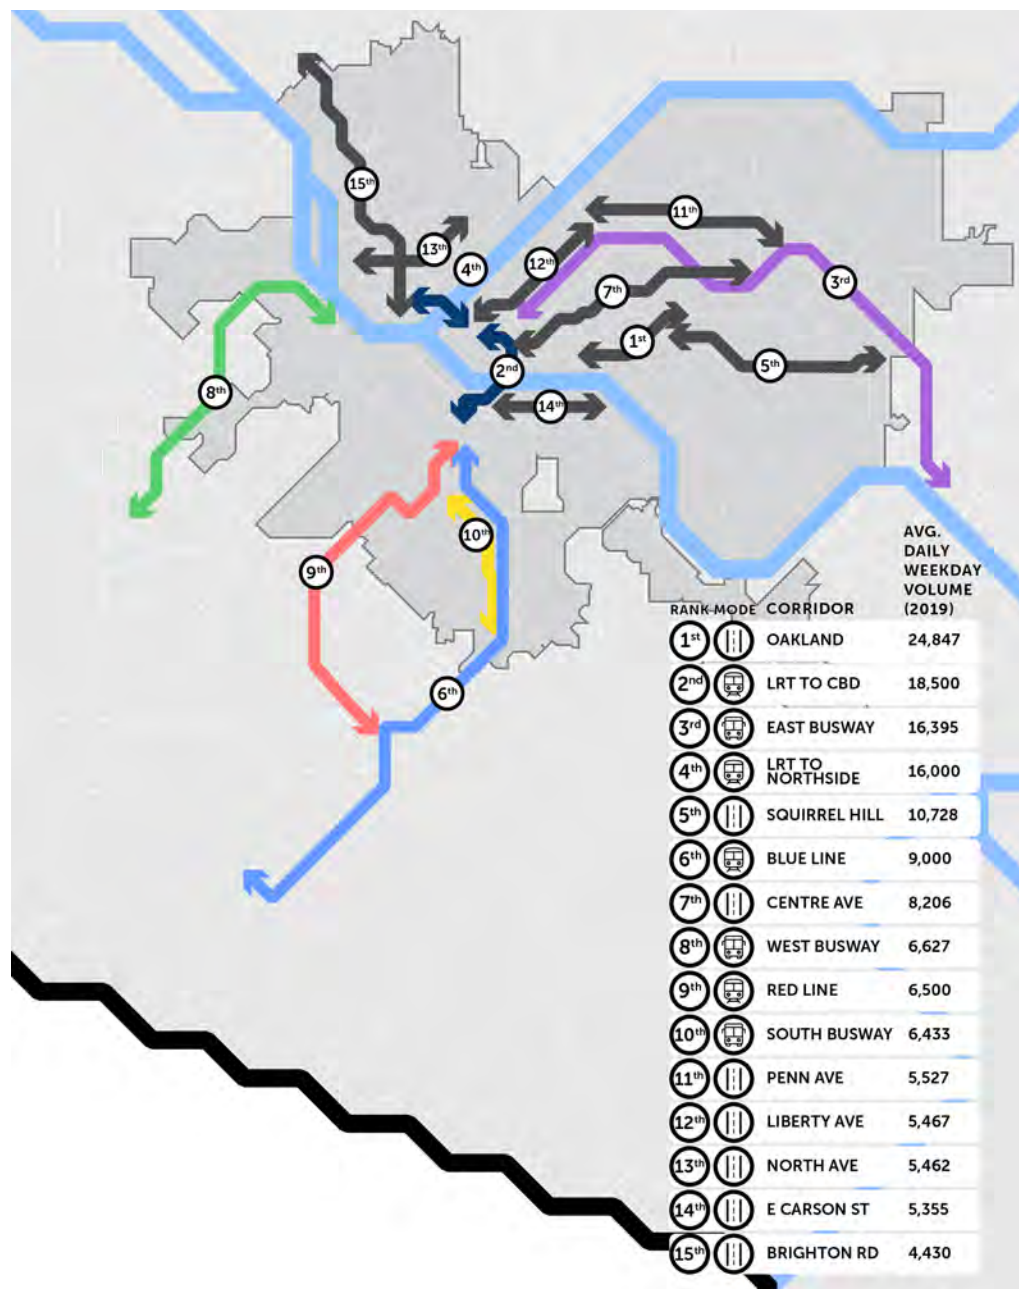 15th
11th
13th
4th
12th
3rd
7th
1st
5th
2nd
8th
14th
10th
9th
6th
AVG.
DAILY
WEEKDAY
VOLUME
(2019)
RANK MODE CORRIDOR
1st OAKLAND 24,847
2nd LRT TO CBD 18,500
3rd EAST BUSWAY 16,395
4th LRT TO NORTHSIDE 16,000
5th SQUIRREL HILL 10,728
6th BLUE LINE 9,000
7th CENTRE AVE 8,206
8th WEST BUSWAY 6,627
9th RED LINE 6,500
10th SOUTH BUSWAY 6,433
11th PENN AVE 5,527
12th LIBERTY AVE 5,467
13th NORTH AVE 5,462
14th E CARSON ST 5,355
15th BRIGHTON RD 4,430